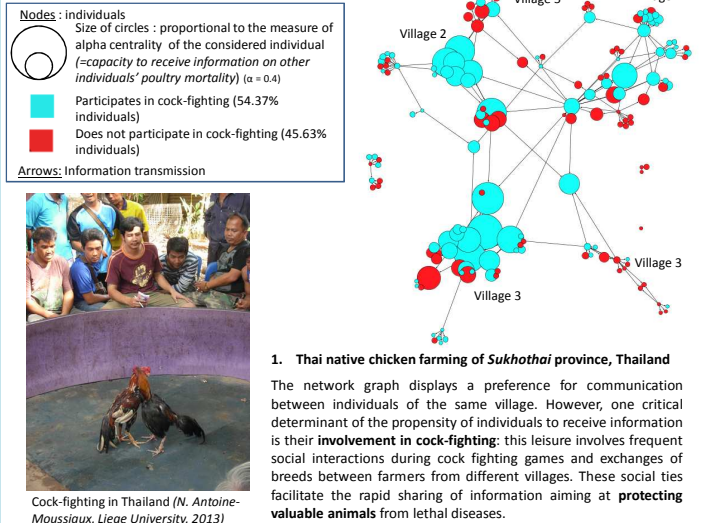 Nodes : individuals
Size of circles : proportional to the measure of
alpha centrality of the considered individual
(=capacity to receive information on other
individuals' poultry mortality) (α = 0.4)
Participates in cock-fighting (54.37%
individuals)
Does not participate in cock-fighting (45.63%
individuals)
Arrows: Information transmission
Village 2
Village 3
Village 3
Cock-fighting in Thailand (N. Antoine-
Moussiaux, Liege University, 2013)
1. Thai native chicken farming of Sukhothai province, Thailand
The network graph displays a preference for communication
between individuals of the same village. However, one critical
determinant of the propensity of individuals to receive information
is their involvement in cock-fighting: this leisure involves frequent
social interactions during cock fighting games and exchanges of
breeds between farmers from different villages. These social ties
facilitate the rapid sharing of information aiming at protecting
valuable animals from lethal diseases.